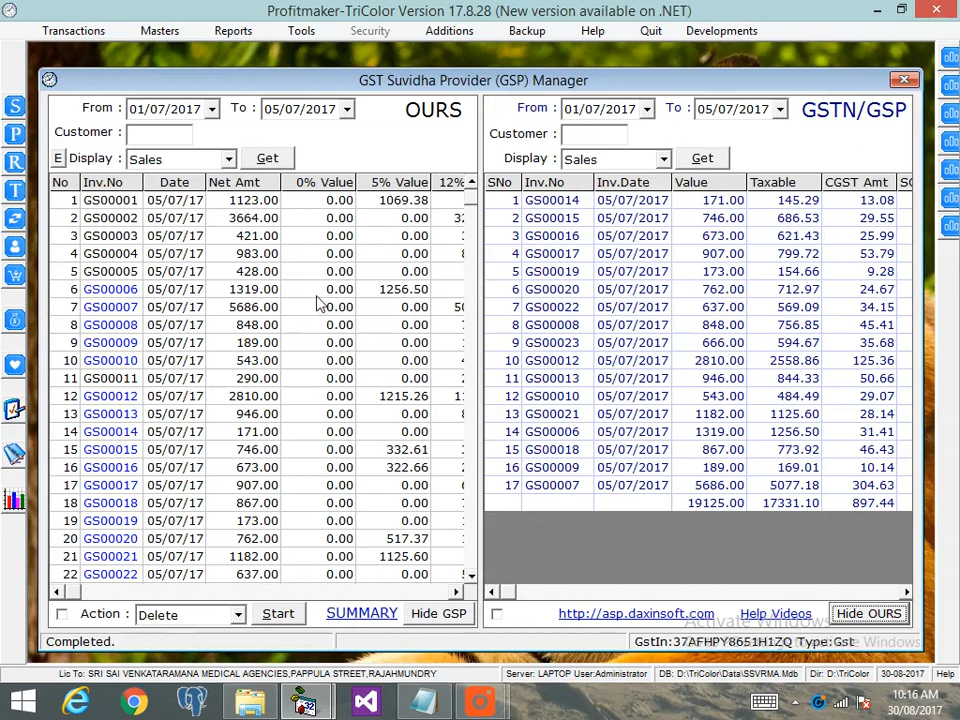 Profitmaker-TriColor Version 17.8.28 (New version available on .NET)
Transactions Masters Reports Tools Security Additions Backup Help Quit Developments
GST Suvidha Provider (GSP) Manager
From : 01/07/2017 To : 05/07/2017 OURS From : 01/07/2017 To : 05/07/2017 GSTN/GSP
Customer : Customer :
E Display : Sales Get Display : Sales Get
No Inv.No Date Net Amt 0% Value 5% Value 12% SNo Inv.No Inv.Date Value Taxable CGST Amt SG
1 GS00001 05/07/17 1123.00 0.00 1069.38 1 GS00014 05/07/2017 171.00 145.29 13.08
2 GS00002 05/07/17 3664.00 0.00 0.00 32 2 GS00015 05/07/2017 746.00 686.53 29.55
3 GS00003 05/07/17 421.00 0.00 0.00 3 GS00016 05/07/2017 673.00 621.43 25.99
4 GS00004 05/07/17 983.00 0.00 0.00 4 GS00017 05/07/2017 907.00 799.72 53.79
5 GS00005 05/07/17 428.00 0.00 0.00 5 GS00019 05/07/2017 173.00 154.66 9.28
6 GS00006 05/07/17 1319.00 0.00 1256.50 6 GS00020 05/07/2017 762.00 712.97 24.67
7 GS00007 05/07/17 5686.00 0.00 0.00 50 7 GS00022 05/07/2017 637.00 569.09 34.15
8 GS00008 05/07/17 848.00 0.00 0.00 8 GS00008 05/07/2017 848.00 756.85 45.41
9 GS00009 05/07/17 189.00 0.00 0.00 9 GS00023 05/07/2017 666.00 594.67 35.68
10 GS00010 05/07/17 543.00 0.00 0.00 10 GS00012 05/07/2017 2810.00 2558.86 125.36
11 GS00011 05/07/17 290.00 0.00 0.00 11 GS00013 05/07/2017 946.00 844.33 50.66
12 GS00012 05/07/17 2810.00 0.00 1215.26 11 12 GS00010 05/07/2017 543.00 484.49 29.07
13 GS00013 05/07/17 946.00 0.00 0.00 13 GS00021 05/07/2017 1182.00 1125.60 28.14
14 GS00014 05/07/17 171.00 0.00 0.00 14 GS00006 05/07/2017 1319.00 1256.50 31.41
15 GS00015 05/07/17 746.00 0.00 332.61 15 GS00018 05/07/2017 867.00 773.92 46.43
16 GS00016 05/07/17 673.00 0.00 322.66 16 GS00009 05/07/2017 189.00 169.01 10.14
17 GS00017 05/07/17 907.00 0.00 0.00 17 GS00007 05/07/2017 5686.00 5077.18 304.63
18 GS00018 05/07/17 867.00 0.00 0.00 19125.00 17331.10 897.44
19 GS00019 05/07/17 173.00 0.00 0.00
20 GS00020 05/07/17 762.00 0.00 517.37
21 GS00021 05/07/17 1182.00 0.00 1125.60
22 GS00022 05/07/17 637.00 0.00 0.00
Action : Delete Start SUMMARY Hide GSP http://asp.daxinsoft.com Help Videos Hide OURS
Activate Windows
Completed. GstIn:37AFHPY8651H1ZQ Type:Gst
Lic To: SRI SAI VENKATARAMANA MEDICAL AGENCIES,PAPPULA STREET,RAJAHMUNDRY Server: LAPTOP User:Administrator DB: D:\TriColor\Data\SSVRMA.Mdb Dir: D:\TriColor 30-08-2017 Help
10:16 AM
30/08/2017